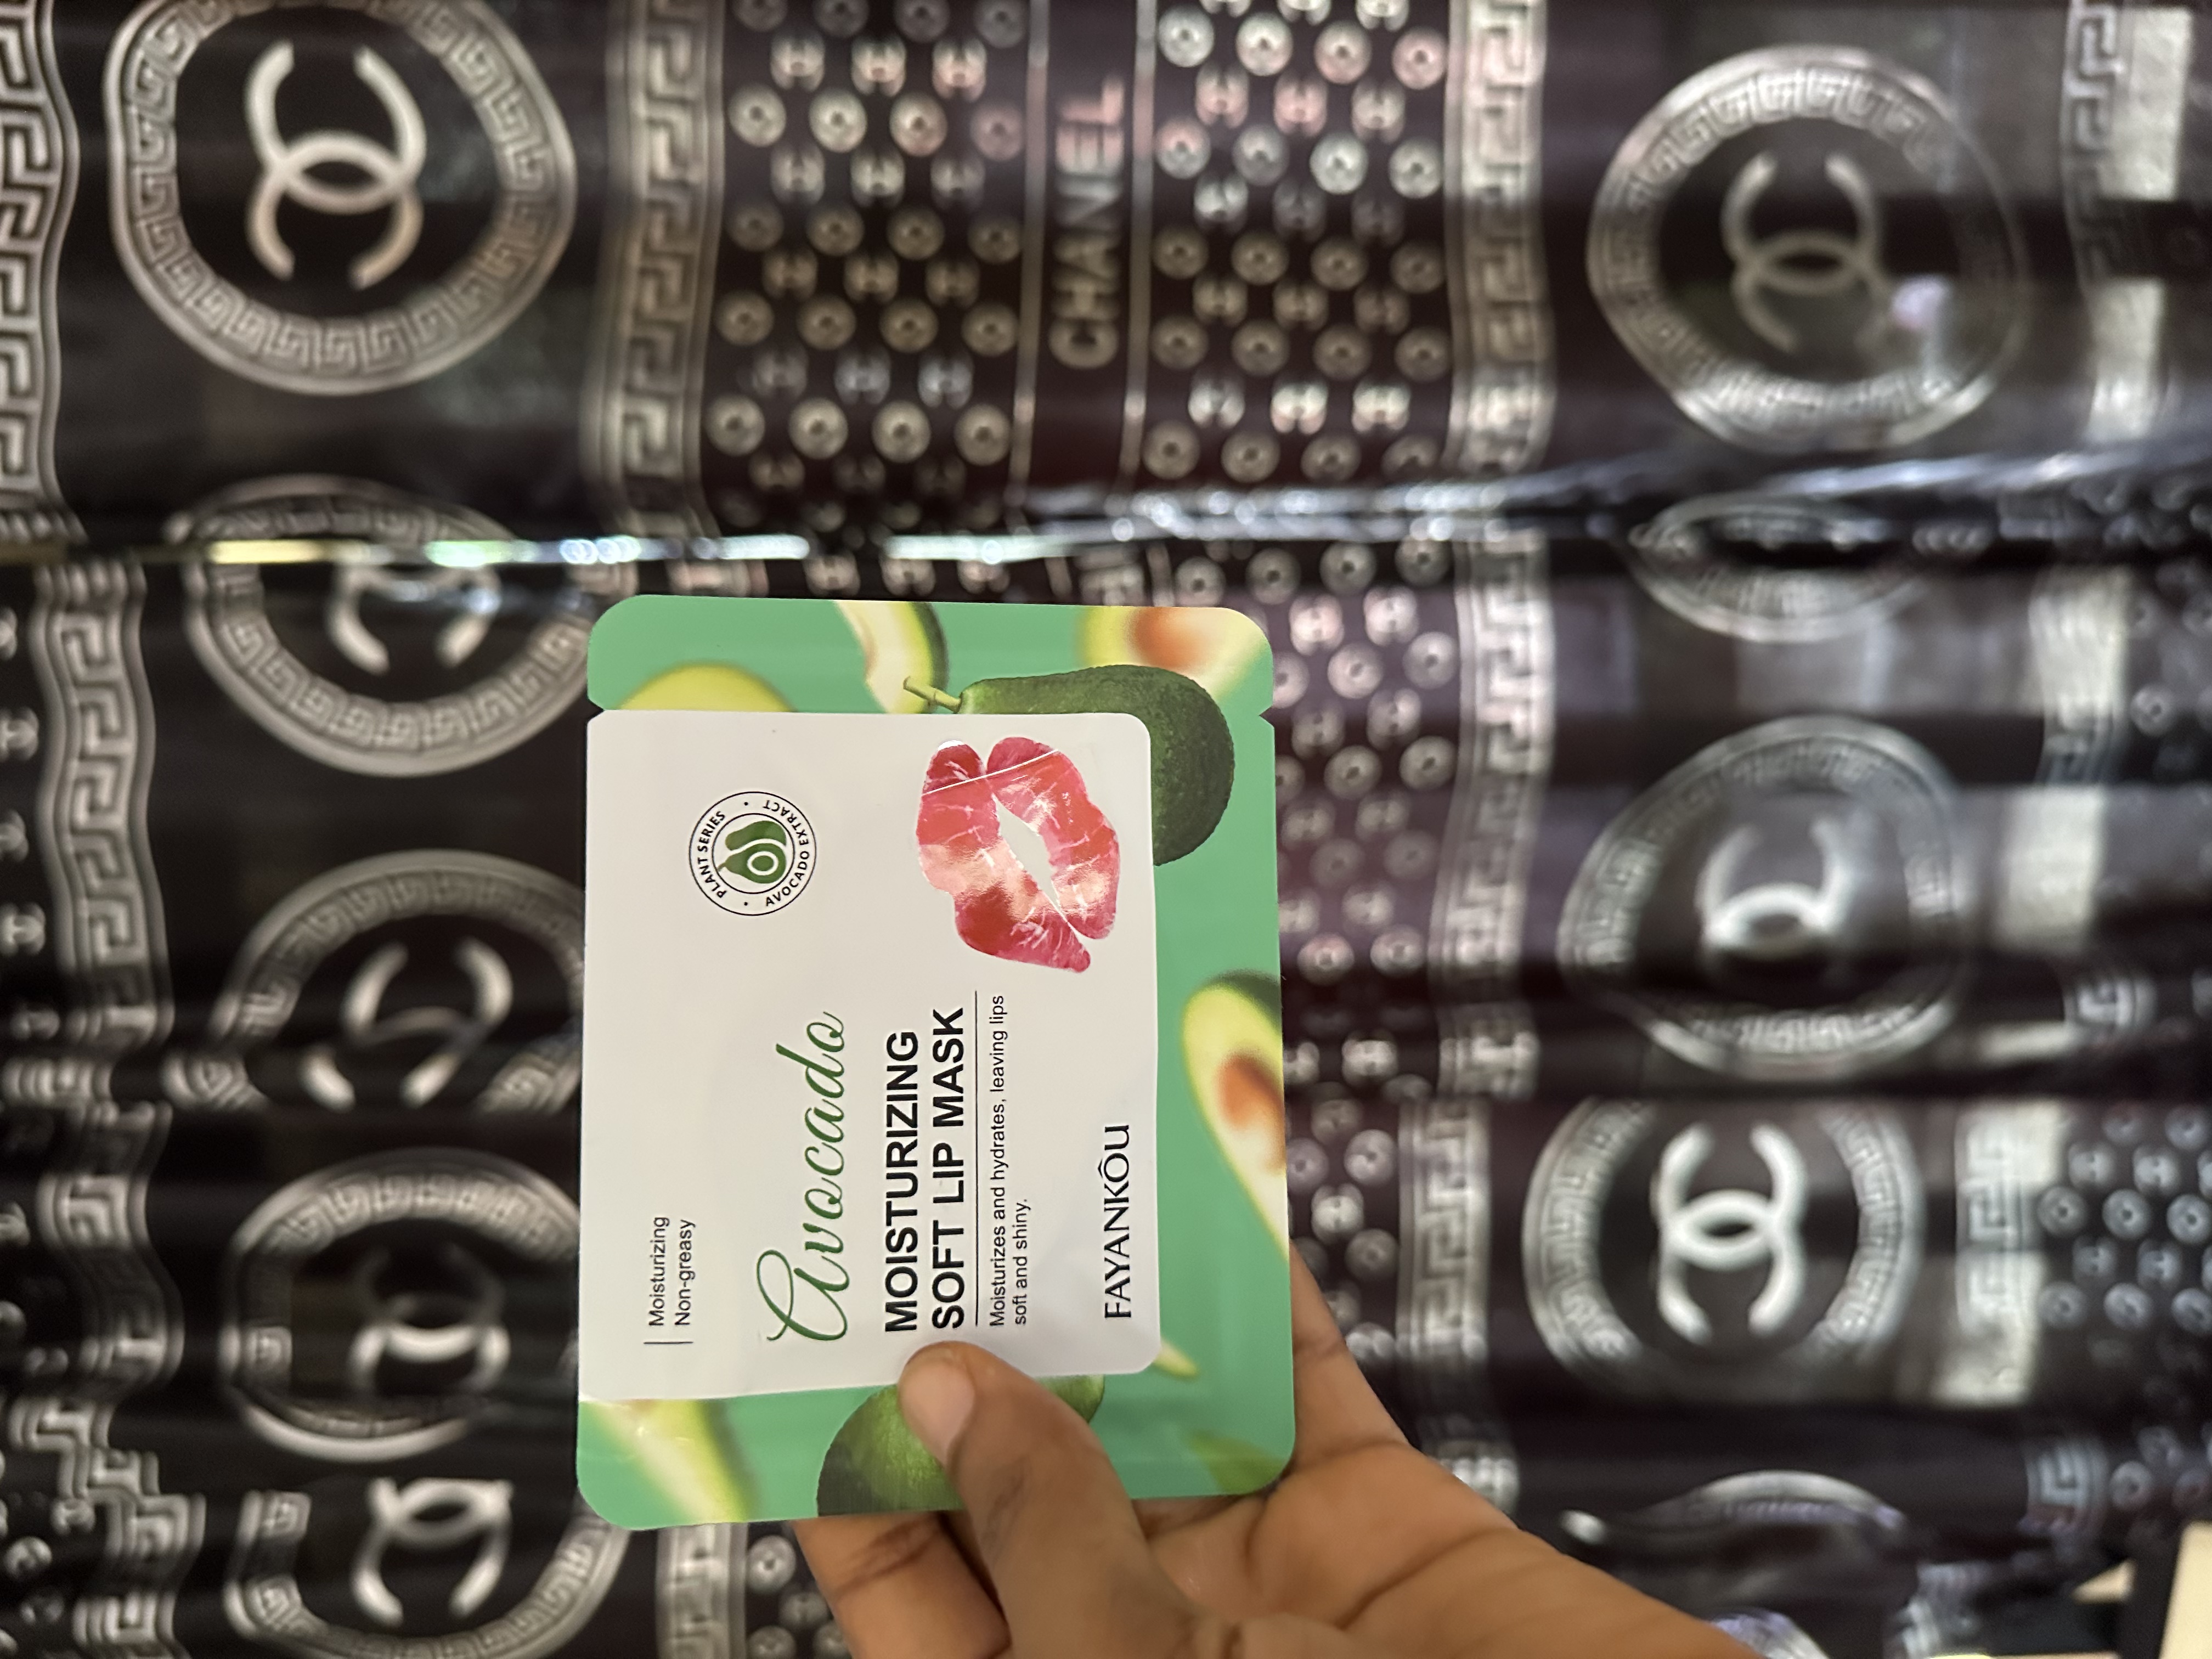 Moisturizing
Non-greasy
PLANT SERIES
AVOCADO EXTRACT
Avocado
MOISTURIZING
SOFT LIP MASK
Moisturizes and hydrates, leaving lips
soft and shiny.
FAYANKÔU
CHANEL